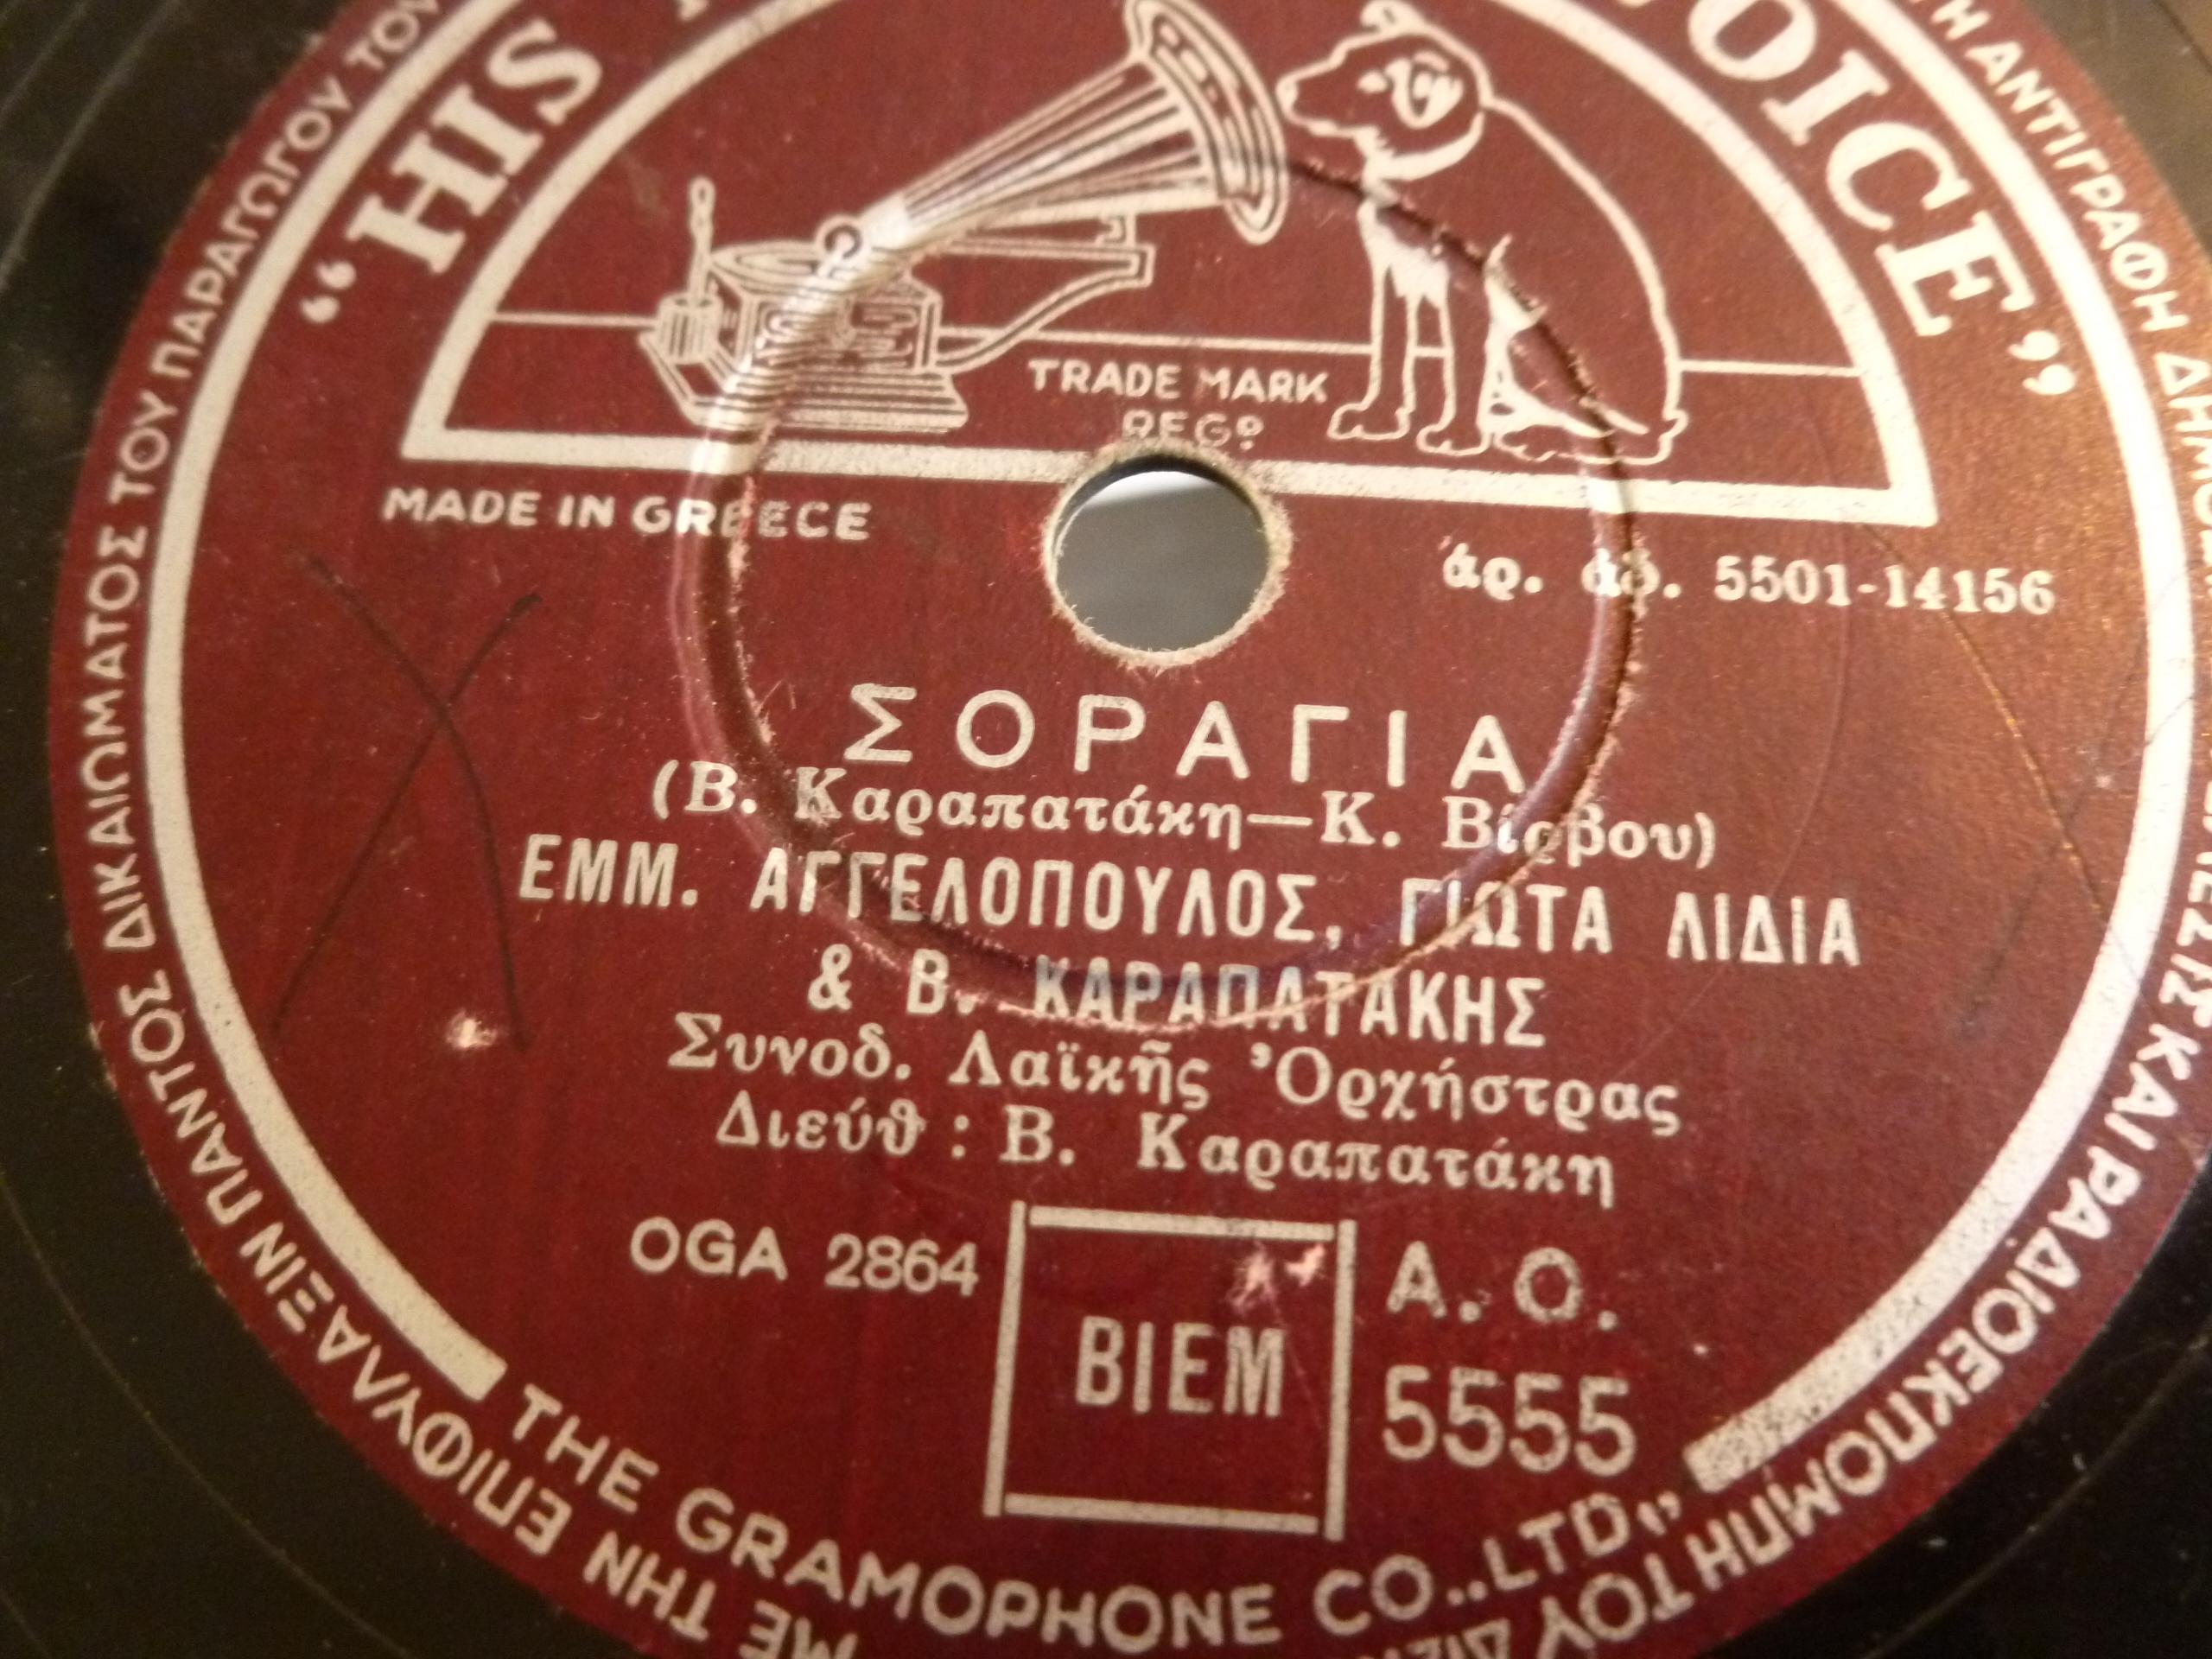 “HIS VOICE”
TRADE MARK
REGᴰ
MADE IN GREECE
ἀρ. ἀδ. 5501-14156
ΣΟΡΑΓΙΑ
(Β. Καραπατάκη—Κ. Βίρβου)
ΕΜΜ. ΑΓΓΕΛΟΠΟΥΛΟΣ, ΓΙΩΤΑ ΛΙΔΙΑ
& Β. ΚΑΡΑΠΑΤΑΚΗΣ
Συνοδ. Λαϊκῆς Ὀρχήστρας
Διεύθ : Β. Καραπατάκη
OGA 2864
BIEM
A. O.
5555
THE GRAMOPHONE CO.,LTD,,
ΜΕ ΤΗΝ ΕΠΙΦΥΛΑΞΙΝ ΠΑΝΤΟΣ ΔΙΚΑΙΩΜΑΤΟΣ ΤΟΥ ΠΑΡΑΓΩΓΟΥ ΤΟΥ
Η ΑΝΤΙΓΡΑΦΗ
ΚΑΙ ΡΑΔΙΟΕΚΠΟΜΠΗ ΤΟΥ